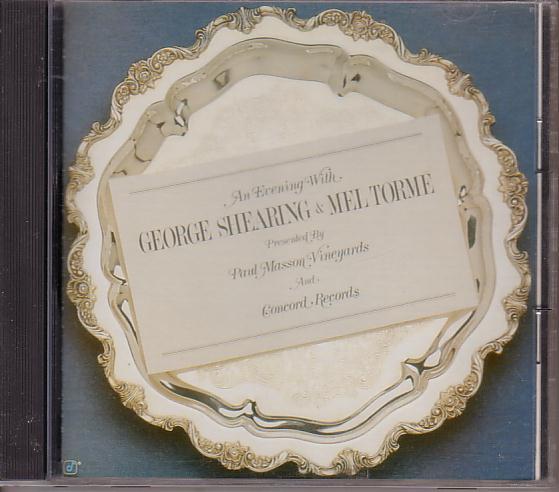 An Evening With
GEORGE SHEARING & MEL TORME
Presented By
Paul Masson Vineyards
And
Concord Records